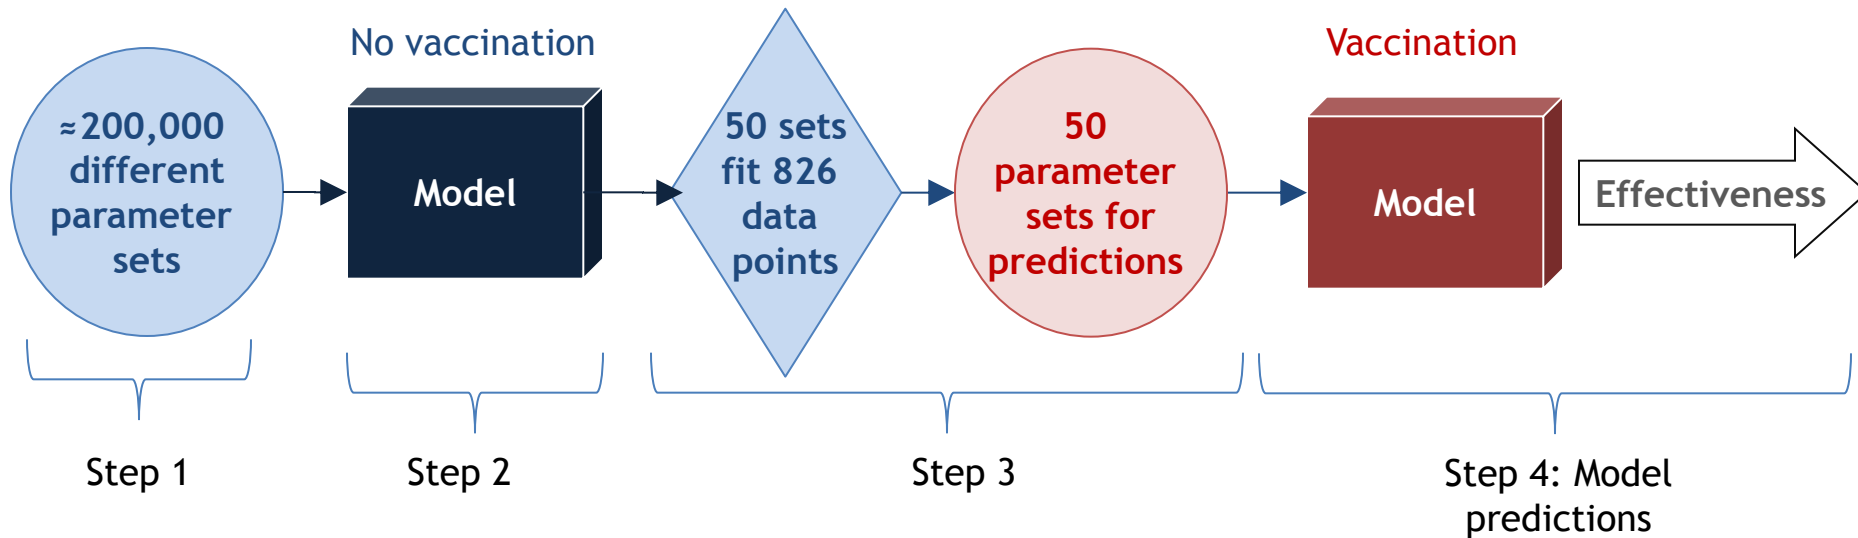 No vaccination
Vaccination
≈200,000
different
parameter
sets
Model
50 sets
fit 826
data
points
50
parameter
sets for
predictions
Model
Effectiveness
Step 1
Step 2
Step 3
Step 4: Model
predictions